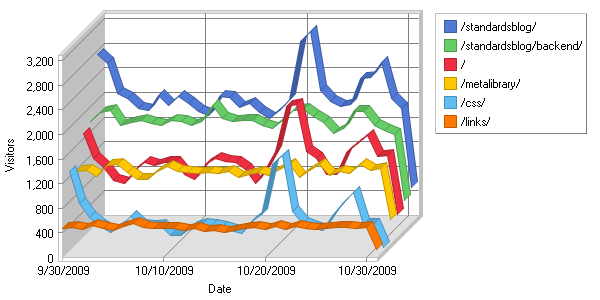 3,200
2,800
2,400
2,000
1,600
1,200
800
400
0
Visitors
9/30/2009 10/10/2009 10/20/2009 10/30/2009
Date
/standardsblog/
/standardsblog/backend/
/
/metalibrary/
/css/
/links/